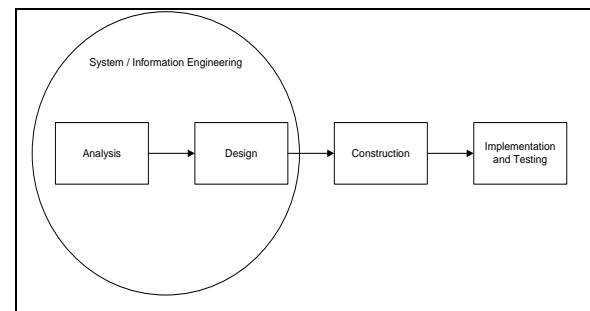 System / Information Engineering
Analysis
Design
Construction
Implementation
and Testing